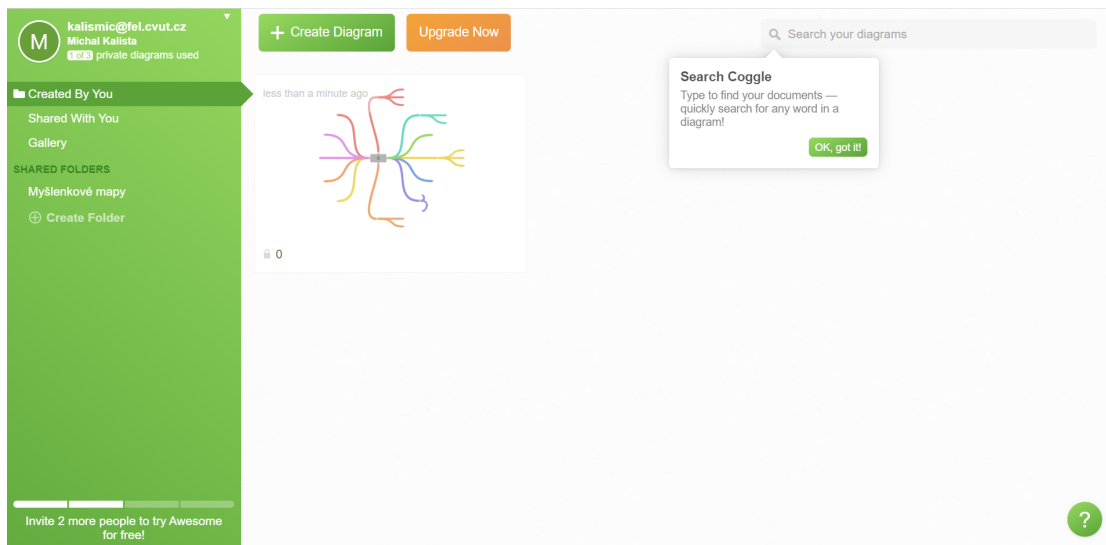 M
kalismic@fel.cvut.cz
Michal Kalista
1 of 3 private diagrams used
Created By You
Shared With You
Gallery
SHARED FOLDERS
Myšlenkové mapy
Create Folder
Invite 2 more people to try Awesome
for free!
+ Create Diagram
Upgrade Now
less than a minute ago
0
Search your diagrams
Search Coggle
Type to find your documents —
quickly search for any word in a
diagram!
OK, got it!
?